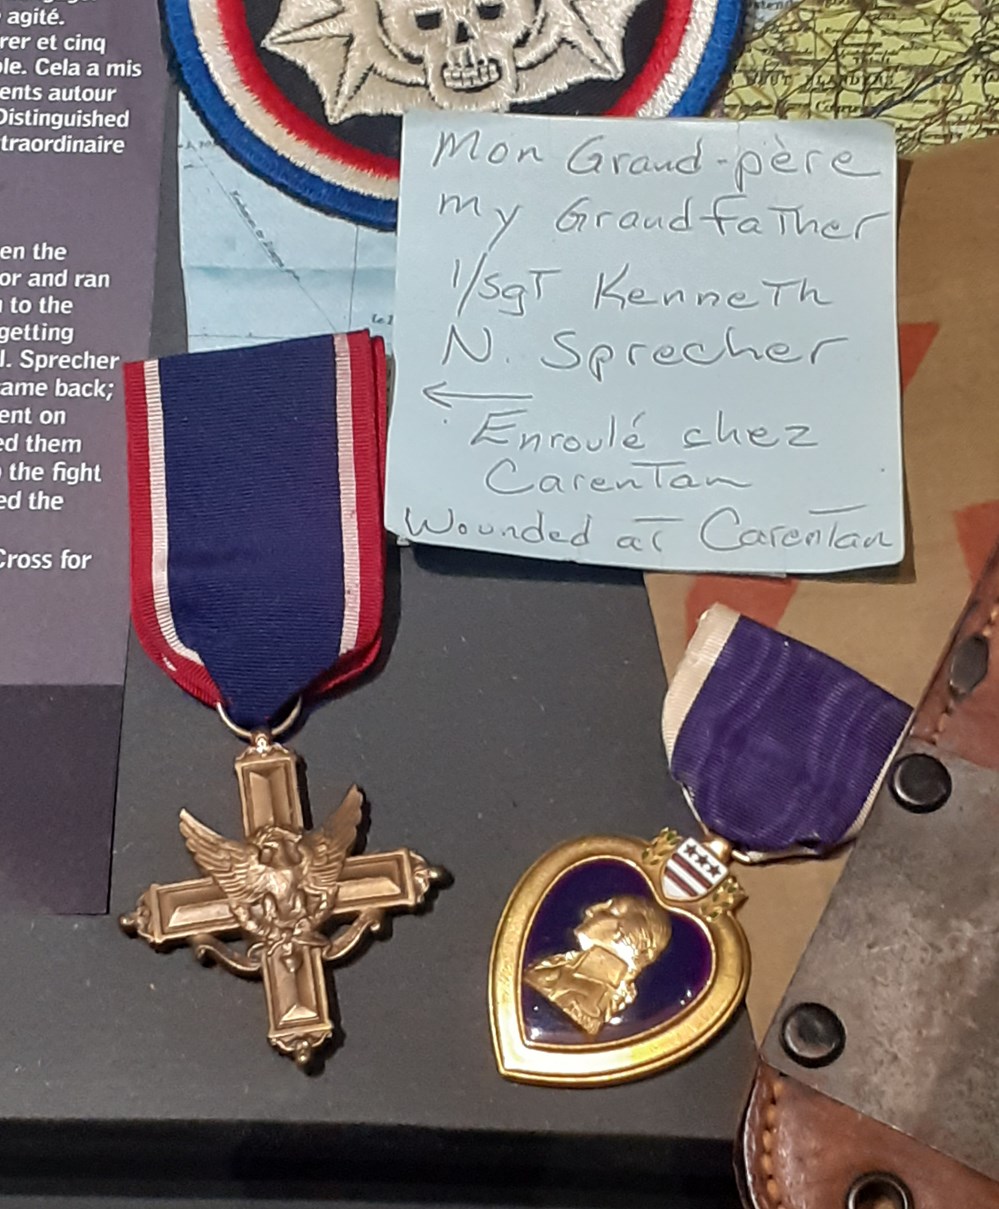 agité.
rer et cinq
ble. Cela a mis
ents autour
Distinguished
traordinaire
en the
or and ran
to the
getting
l. Sprecher
came back;
ent on
ed them
the fight
ed the
Cross for
Mon Grand-père
my Grandfather
1/Sgt Kenneth
N. Sprecher
←
Enroulé chez
Carentan
Wounded at Carentan